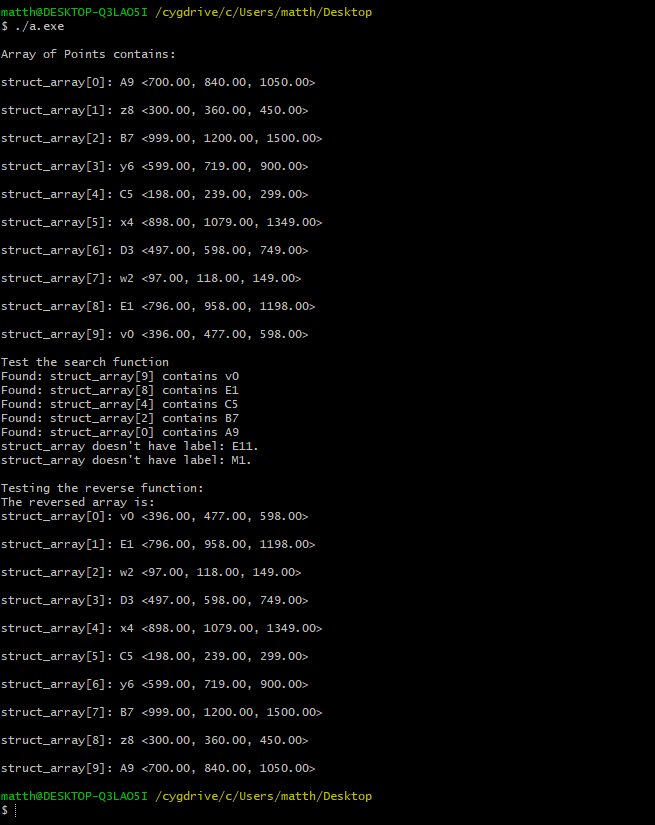 matth@DESKTOP-Q3LAO5I /cygdrive/c/Users/matth/Desktop
$ ./a.exe
Array of Points contains:
struct_array[0]: A9 <700.00, 840.00, 1050.00>
struct_array[1]: z8 <300.00, 360.00, 450.00>
struct_array[2]: B7 <999.00, 1200.00, 1500.00>
struct_array[3]: y6 <599.00, 719.00, 900.00>
struct_array[4]: C5 <198.00, 239.00, 299.00>
struct_array[5]: x4 <898.00, 1079.00, 1349.00>
struct_array[6]: D3 <497.00, 598.00, 749.00>
struct_array[7]: w2 <97.00, 118.00, 149.00>
struct_array[8]: E1 <796.00, 958.00, 1198.00>
struct_array[9]: v0 <396.00, 477.00, 598.00>
Test the search function
Found: struct_array[9] contains v0
Found: struct_array[8] contains E1
Found: struct_array[4] contains C5
Found: struct_array[2] contains B7
Found: struct_array[0] contains A9
struct_array doesn't have label: E11.
struct_array doesn't have label: M1.
Testing the reverse function:
The reversed array is:
struct_array[0]: v0 <396.00, 477.00, 598.00>
struct_array[1]: E1 <796.00, 958.00, 1198.00>
struct_array[2]: w2 <97.00, 118.00, 149.00>
struct_array[3]: D3 <497.00, 598.00, 749.00>
struct_array[4]: x4 <898.00, 1079.00, 1349.00>
struct_array[5]: C5 <198.00, 239.00, 299.00>
struct_array[6]: y6 <599.00, 719.00, 900.00>
struct_array[7]: B7 <999.00, 1200.00, 1500.00>
struct_array[8]: z8 <300.00, 360.00, 450.00>
struct_array[9]: A9 <700.00, 840.00, 1050.00>
matth@DESKTOP-Q3LAO5I /cygdrive/c/Users/matth/Desktop
$